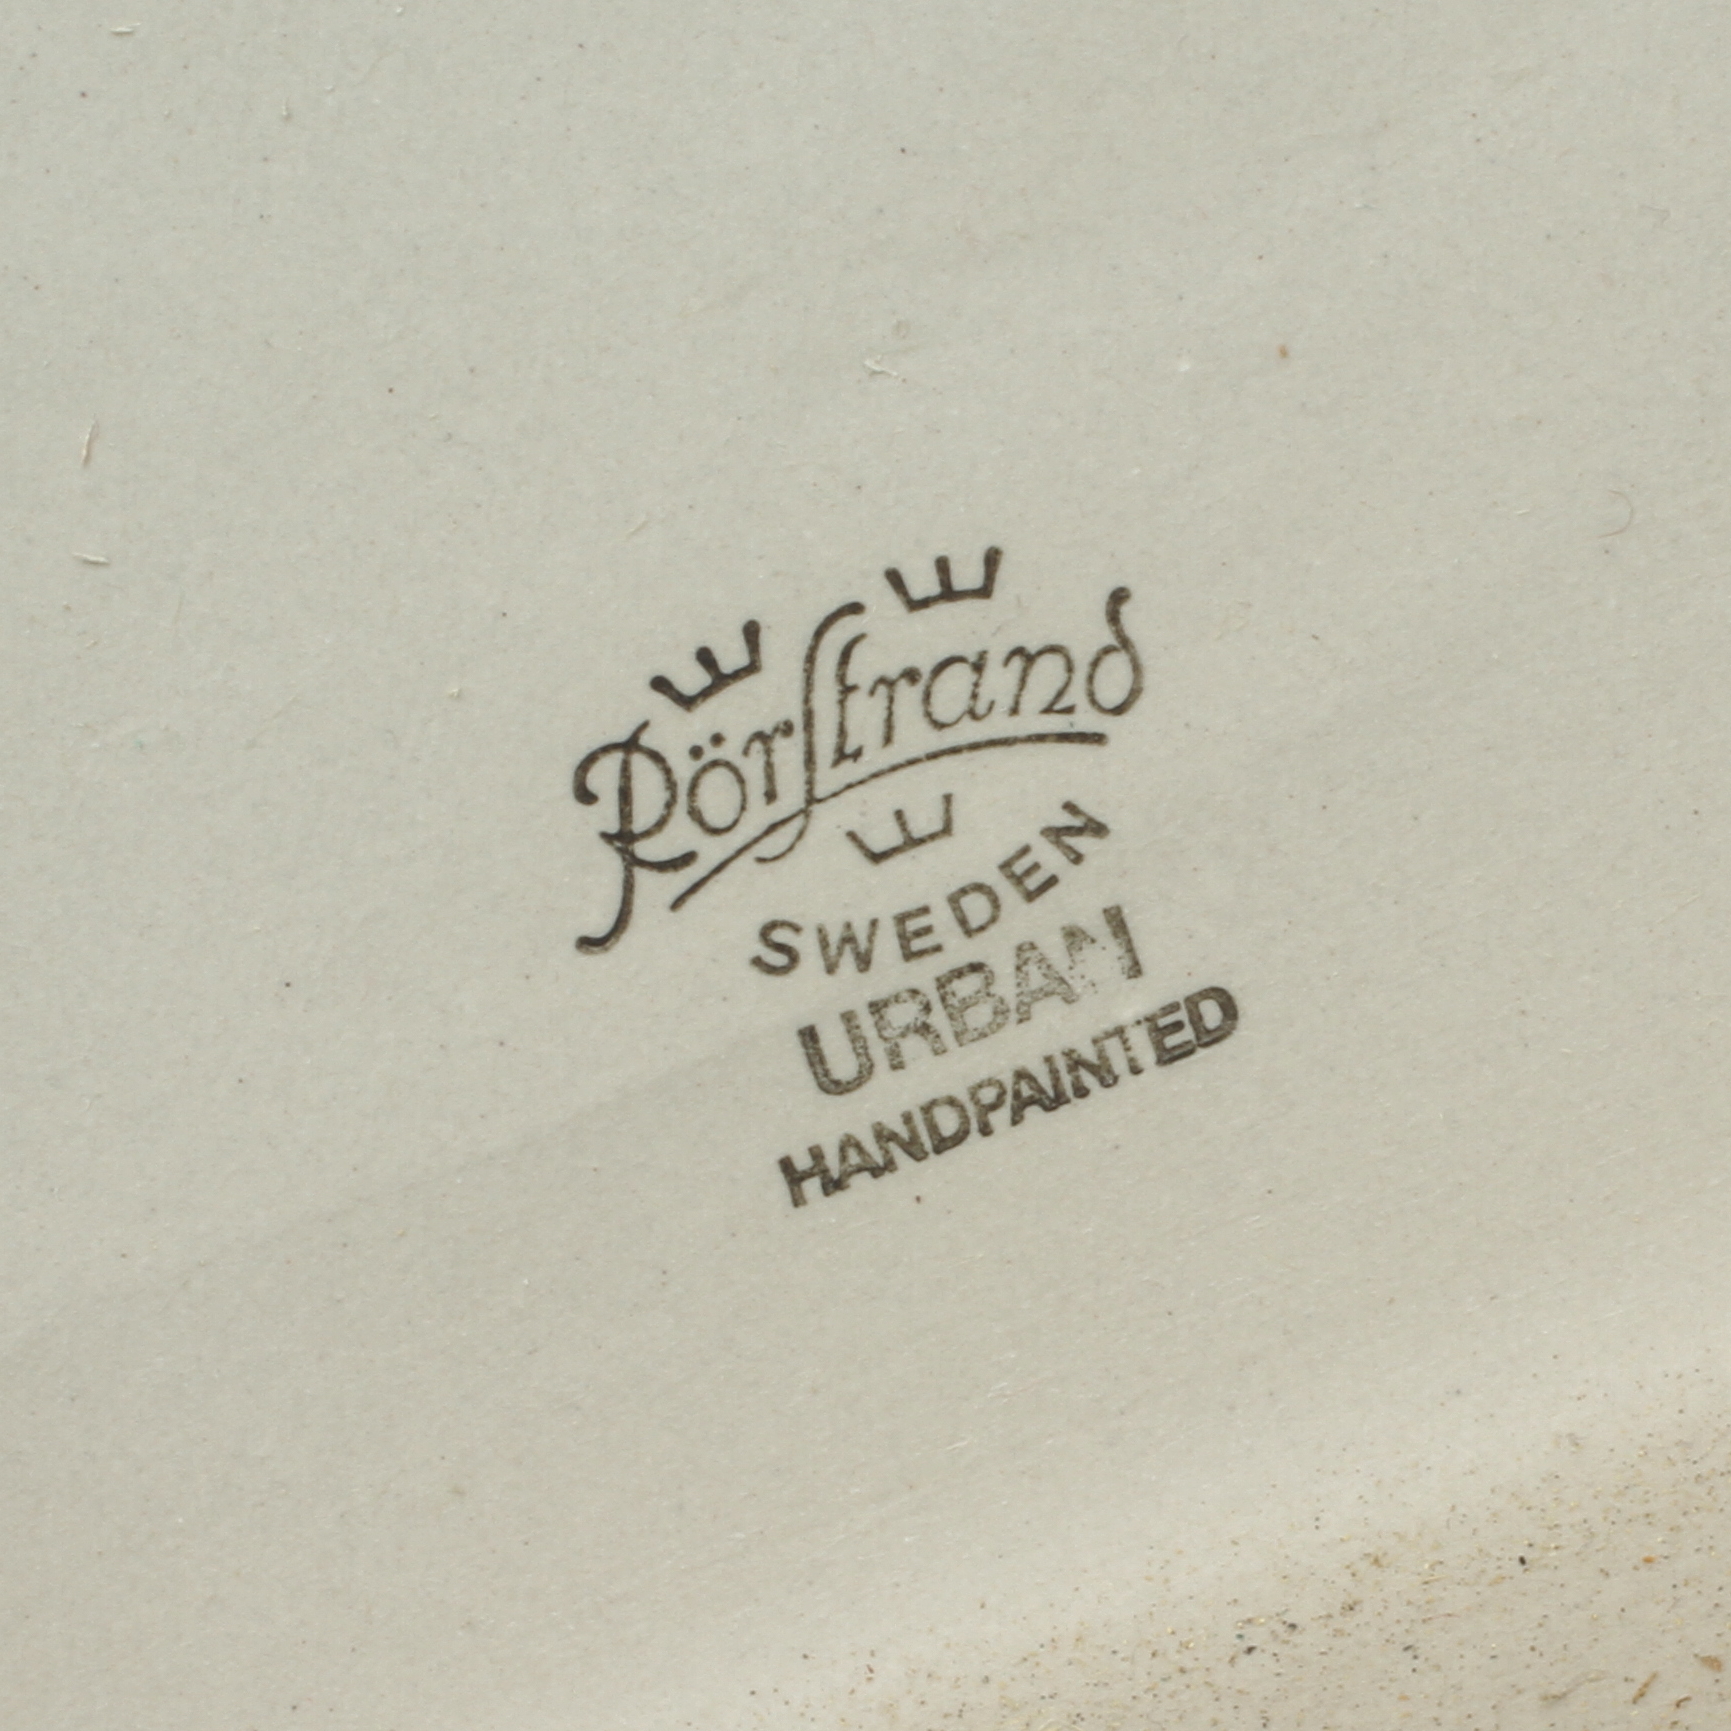 Rörstrand
SWEDEN
URBAN
HANDPAINTED